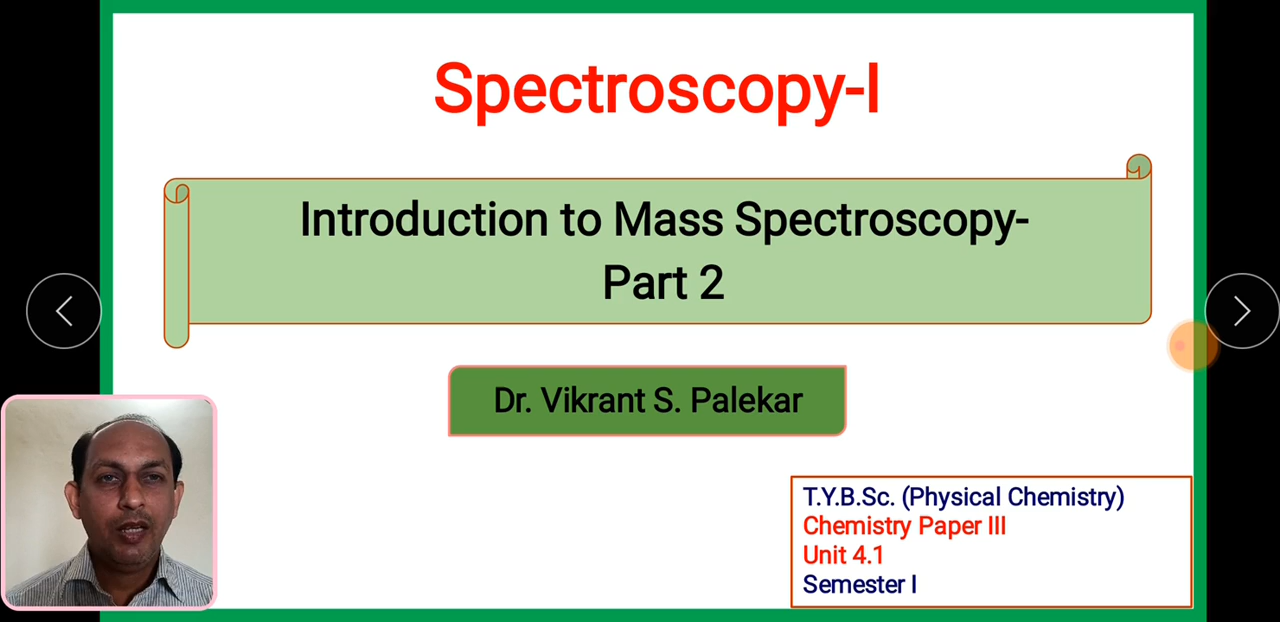 Spectroscopy-I
Introduction to Mass Spectroscopy-
Part 2
Dr. Vikrant S. Palekar
T.Y.B.Sc. (Physical Chemistry)
Chemistry Paper III
Unit 4.1
Semester I